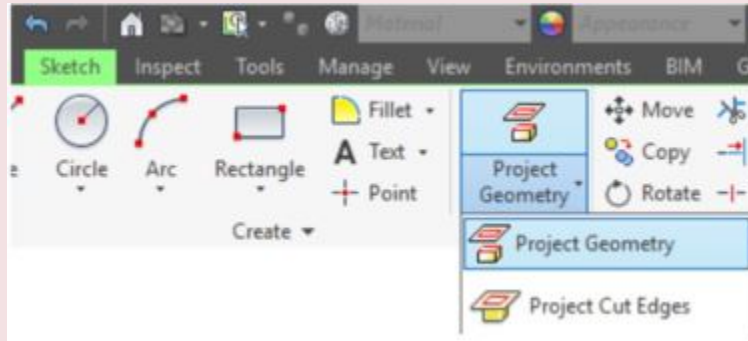 Material
Appearance
Sketch Inspect Tools Manage View Environments BIM G
Circle Arc Rectangle
Fillet
Text
Point
Project
Geometry
Move
Copy
Rotate
Create
Project Geometry
Project Cut Edges